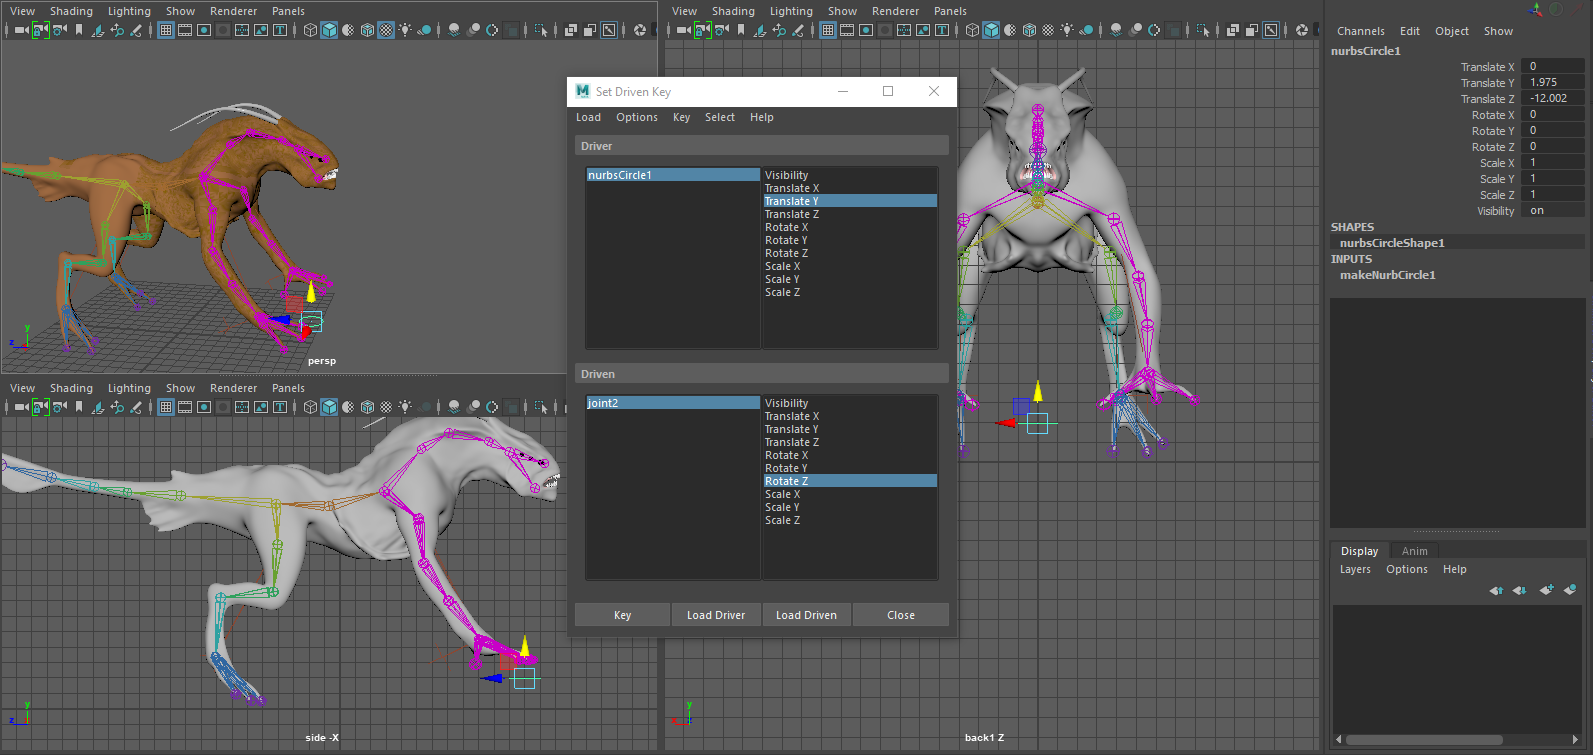 View Shading Lighting Show Renderer Panels
persp
y
z
View Shading Lighting Show Renderer Panels
side -X
y
z
View Shading Lighting Show Renderer Panels
back1 Z
y
x
z
M Set Driven Key
Load Options Key Select Help
Driver
nurbsCircle1
Visibility
Translate X
Translate Y
Translate Z
Rotate X
Rotate Y
Rotate Z
Scale X
Scale Y
Scale Z
Driven
joint2
Visibility
Translate X
Translate Y
Translate Z
Rotate X
Rotate Y
Rotate Z
Scale X
Scale Y
Scale Z
Key Load Driver Load Driven Close
Channels Edit Object Show
nurbsCircle1
Translate X 0
Translate Y 1.975
Translate Z -12.002
Rotate X 0
Rotate Y 0
Rotate Z 0
Scale X 1
Scale Y 1
Scale Z 1
Visibility on
SHAPES
nurbsCircleShape1
INPUTS
makeNurbCircle1
Display Anim
Layers Options Help